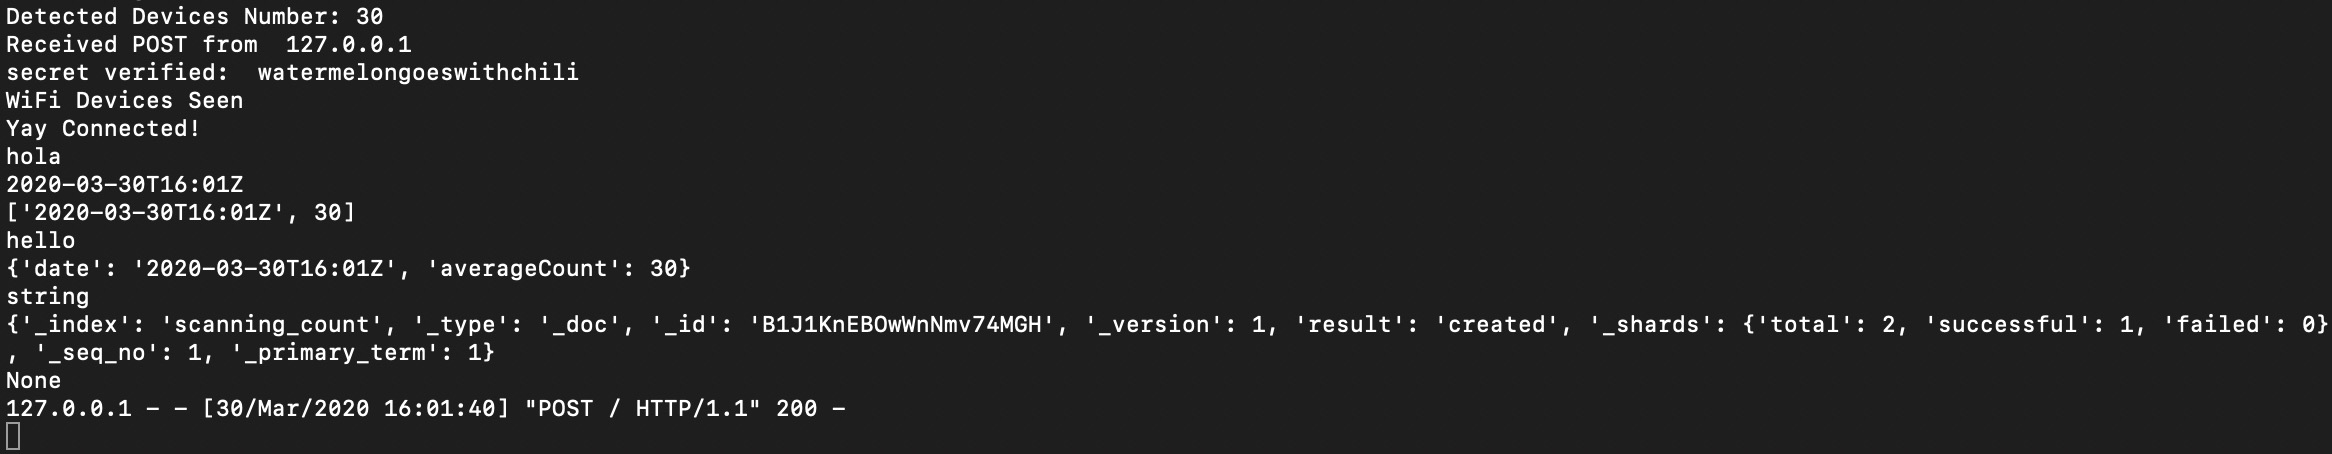 Detected Devices Number: 30
Received POST from  127.0.0.1
secret verified:  watermelongoeswithchili
WiFi Devices Seen
Yay Connected!
hola
2020-03-30T16:01Z
['2020-03-30T16:01Z', 30]
hello
{'date': '2020-03-30T16:01Z', 'averageCount': 30}
string
{'_index': 'scanning_count', '_type': '_doc', '_id': 'B1J1KnEBOwWnNmv74MGH', '_version': 1, 'result': 'created', '_shards': {'total': 2, 'successful': 1, 'failed': 0}
, '_seq_no': 1, '_primary_term': 1}
None
127.0.0.1 - - [30/Mar/2020 16:01:40] "POST / HTTP/1.1" 200 -